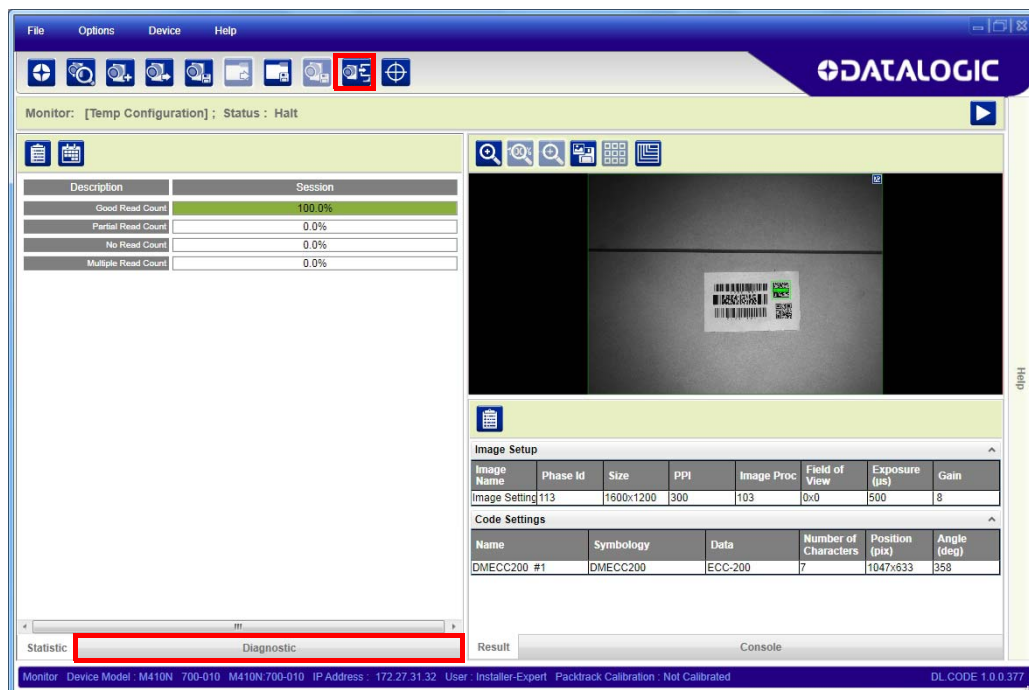 File Options Device Help
DATALOGIC
Monitor: [Temp Configuration] ; Status : Halt
Description Session
Good Read Count 100.0%
Partial Read Count 0.0%
No Read Count 0.0%
Multiple Read Count 0.0%
Help
Image Setup
Image Name Phase Id Size PPI Image Proc Field of View Exposure (µs) Gain
Image Setting 113 1600x1200 300 103 0x0 500 8
Code Settings
Name Symbology Data Number of Characters Position (pix) Angle (deg)
DMECC200 #1 DMECC200 ECC-200 7 1047x633 358
Statistic Diagnostic
Result Console
Monitor Device Model : M410N 700-010 M410N:700-010 IP Address : 172.27.31.32 User : Installer-Expert Packtrack Calibration : Not Calibrated DL.CODE 1.0.0.377